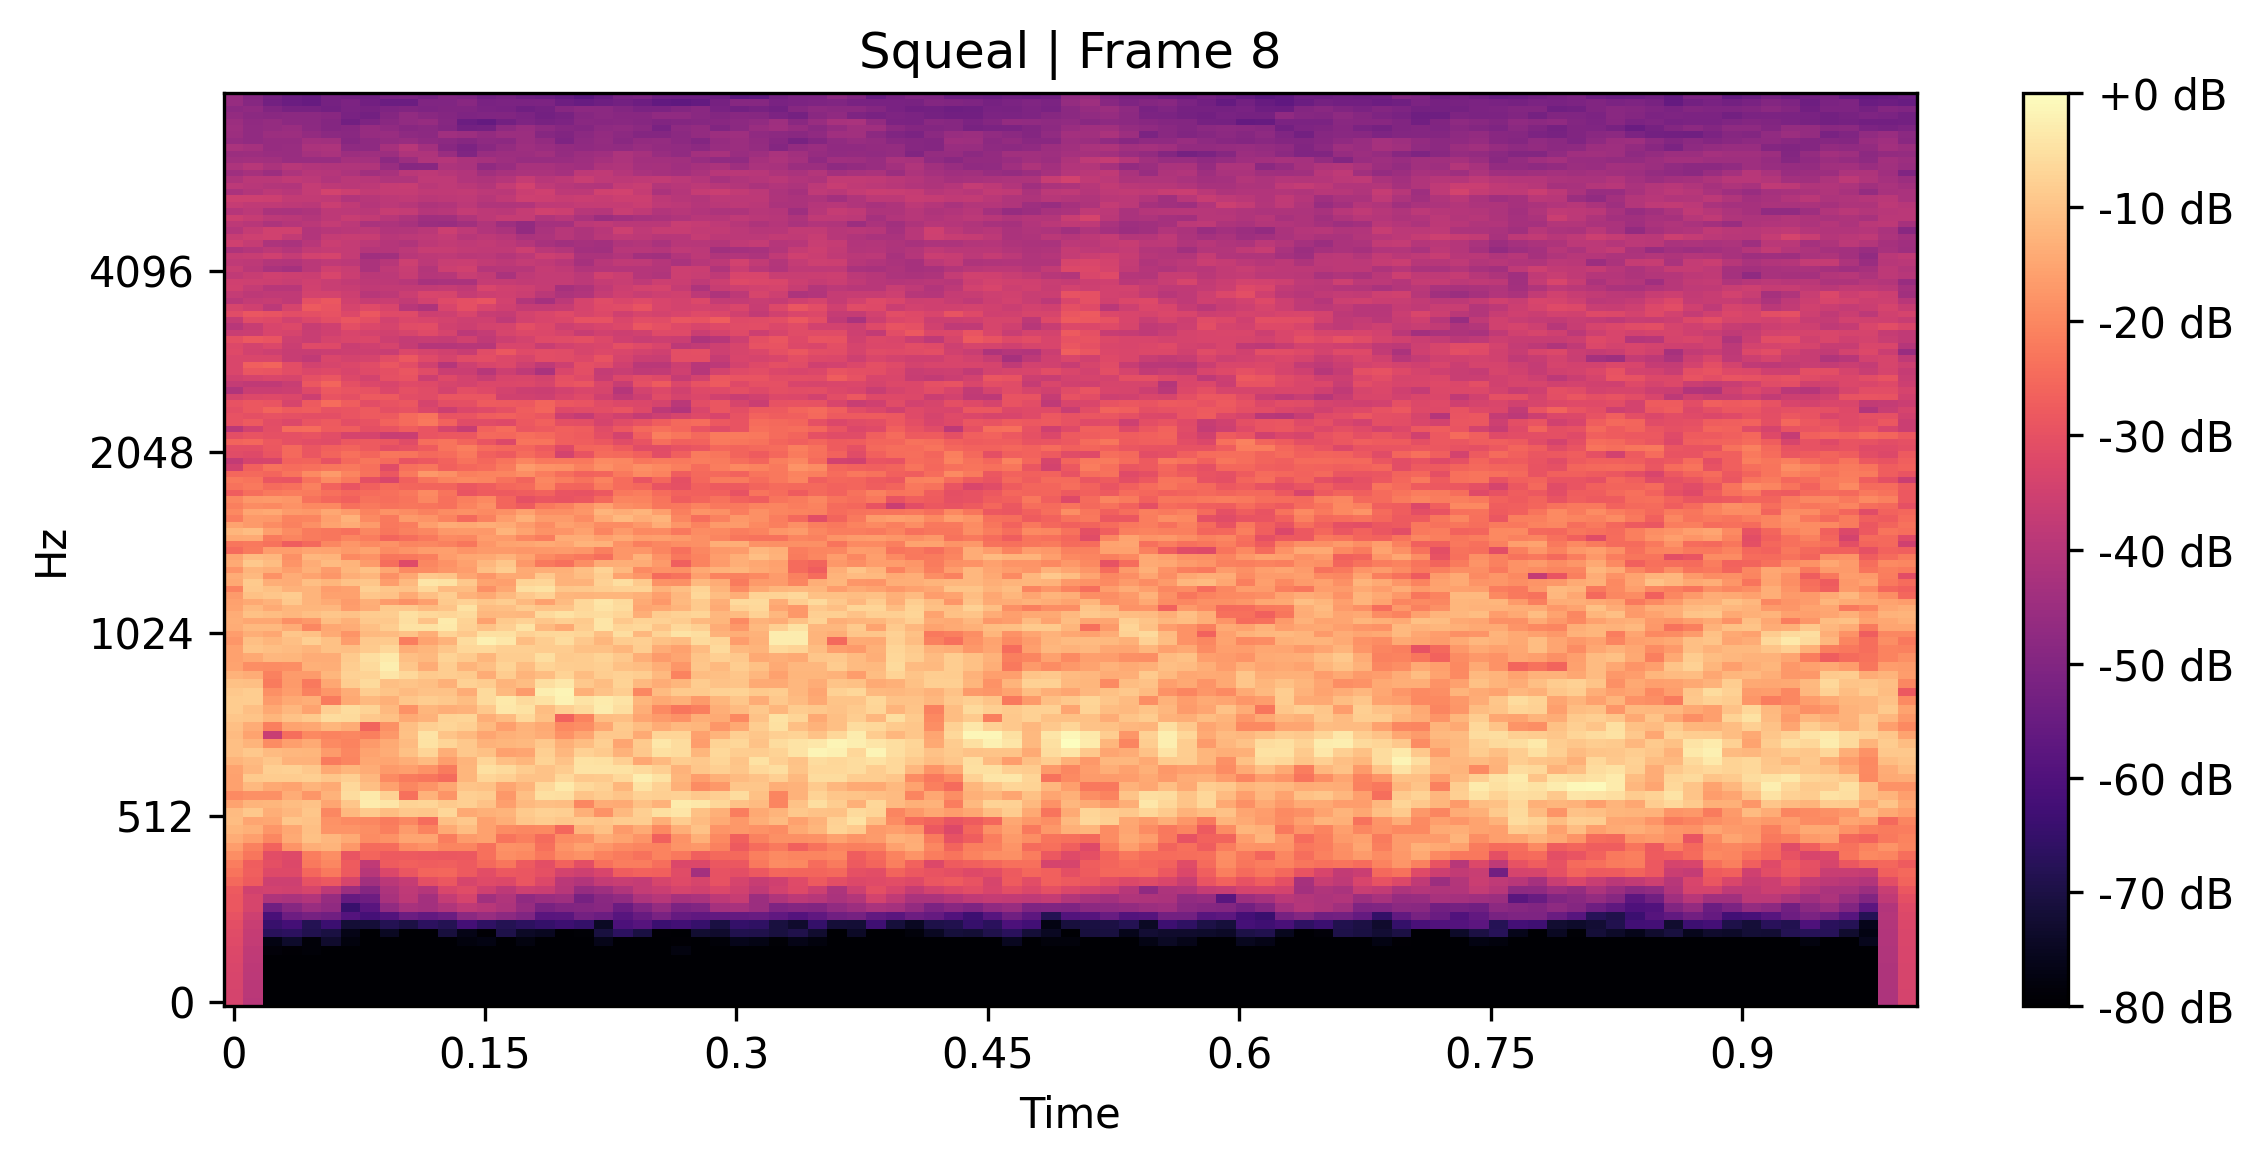 Squeal | Frame 8
Hz
4096
2048
1024
512
0
0 0.15 0.3 0.45 0.6 0.75 0.9
Time
+0 dB
-10 dB
-20 dB
-30 dB
-40 dB
-50 dB
-60 dB
-70 dB
-80 dB